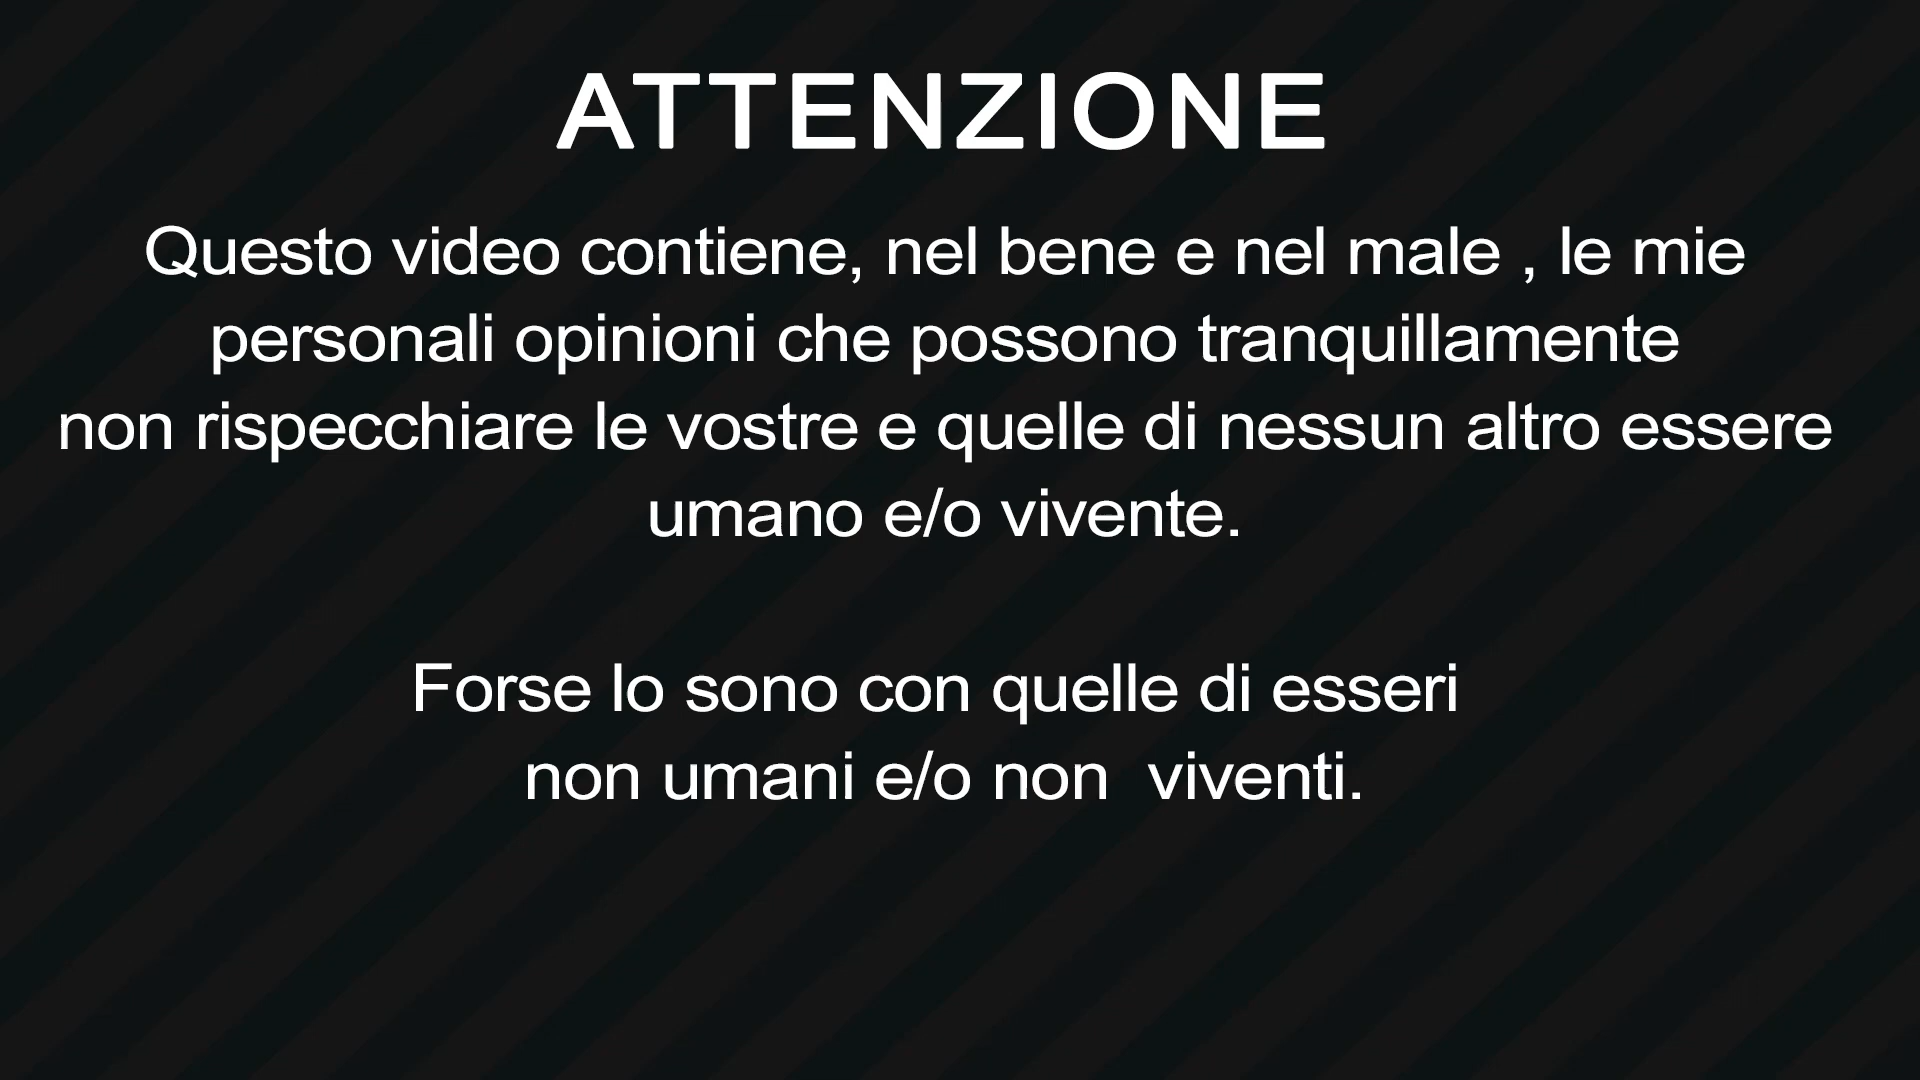 ATTENZIONE
Questo video contiene, nel bene e nel male , le mie
personali opinioni che possono tranquillamente
non rispecchiare le vostre e quelle di nessun altro essere
umano e/o vivente.
Forse lo sono con quelle di esseri
non umani e/o non  viventi.